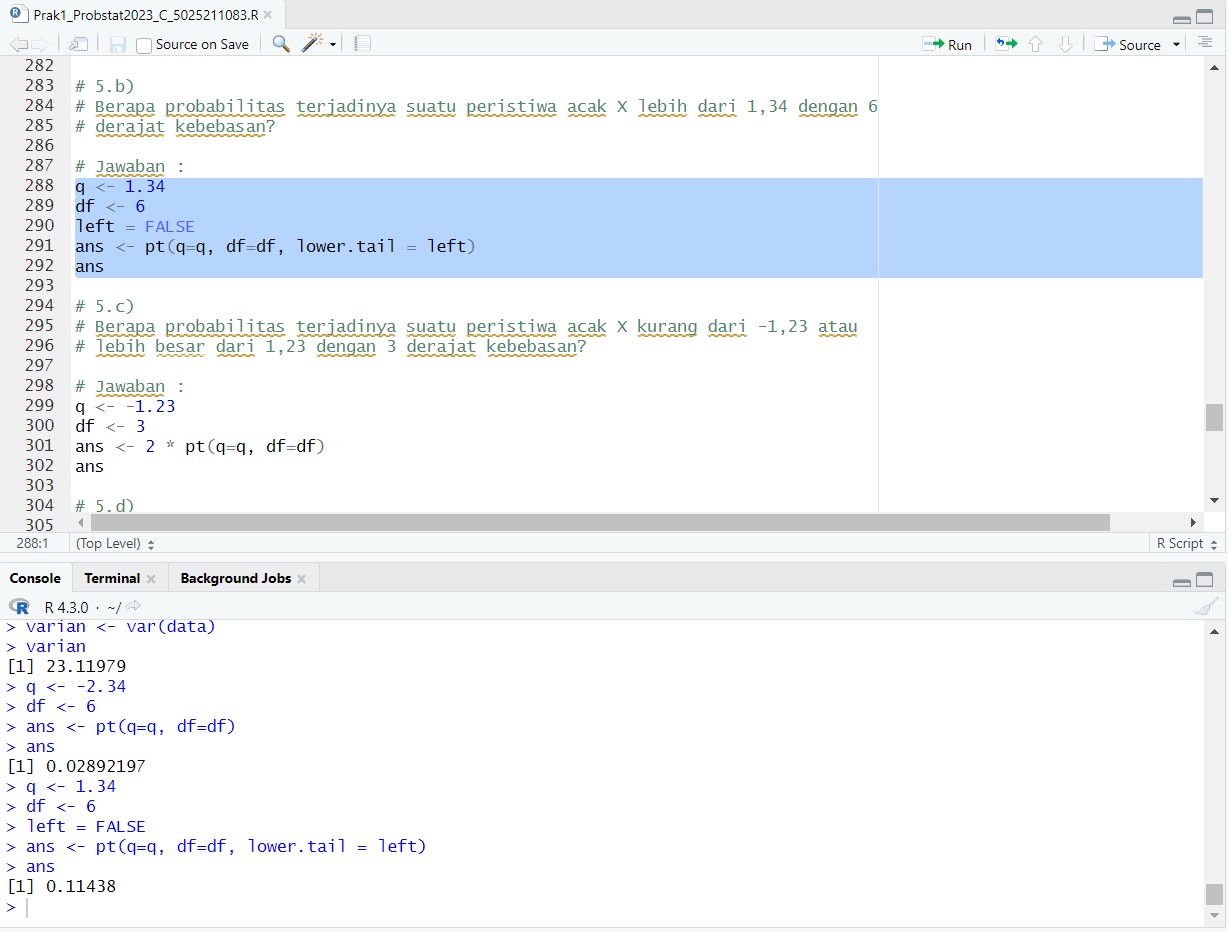 Prak1_Probstat2023_C_5025211083.R
Source on Save
Run
Source
282
283 # 5.b)
284 # Berapa probabilitas terjadinya suatu peristiwa acak X lebih dari 1,34 dengan 6
285 # derajat kebebasan?
286
287 # Jawaban :
288 q <- 1.34
289 df <- 6
290 left = FALSE
291 ans <- pt(q=q, df=df, lower.tail = left)
292 ans
293
294 # 5.c)
295 # Berapa probabilitas terjadinya suatu peristiwa acak X kurang dari -1,23 atau
296 # lebih besar dari 1,23 dengan 3 derajat kebebasan?
297
298 # Jawaban :
299 q <- -1.23
300 df <- 3
301 ans <- 2 * pt(q=q, df=df)
302 ans
303
304 # 5.d)
305
288:1 (Top Level) R Script
Console Terminal Background Jobs
R R 4.3.0 · ~/
> varian <- var(data)
> varian
[1] 23.11979
> q <- -2.34
> df <- 6
> ans <- pt(q=q, df=df)
> ans
[1] 0.02892197
> q <- 1.34
> df <- 6
> left = FALSE
> ans <- pt(q=q, df=df, lower.tail = left)
> ans
[1] 0.11438
>